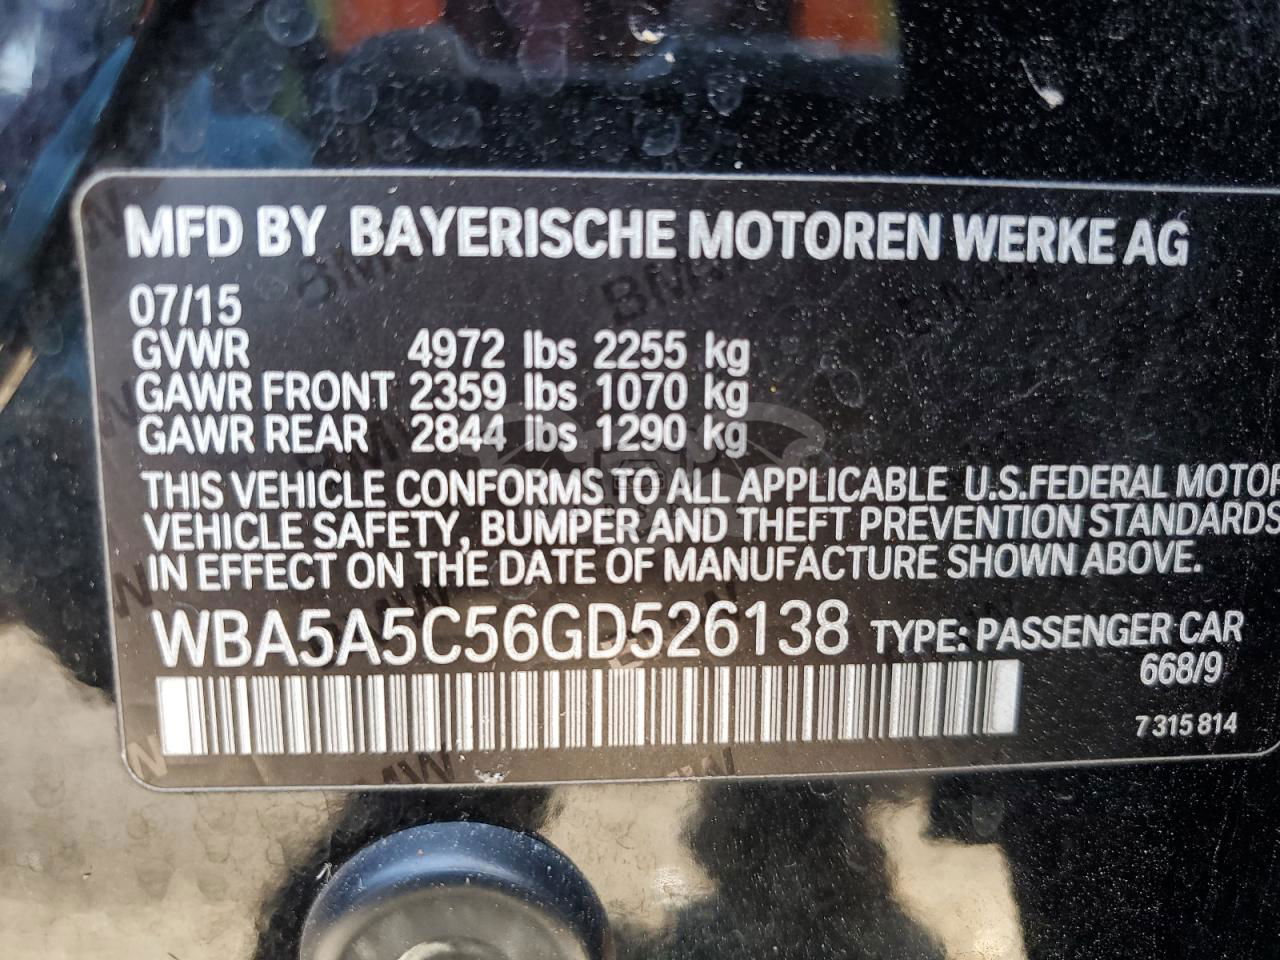 MFD BY BAYERISCHE MOTOREN WERKE AG
07/15
GVWR 4972 lbs 2255 kg
GAWR FRONT 2359 lbs 1070 kg
GAWR REAR 2844 lbs 1290 kg
THIS VEHICLE CONFORMS TO ALL APPLICABLE U.S.FEDERAL MOTOR
VEHICLE SAFETY, BUMPER AND THEFT PREVENTION STANDARDS
IN EFFECT ON THE DATE OF MANUFACTURE SHOWN ABOVE.
WBA5A5C56GD526138 TYPE: PASSENGER CAR
668/9
7 315 814
BMW